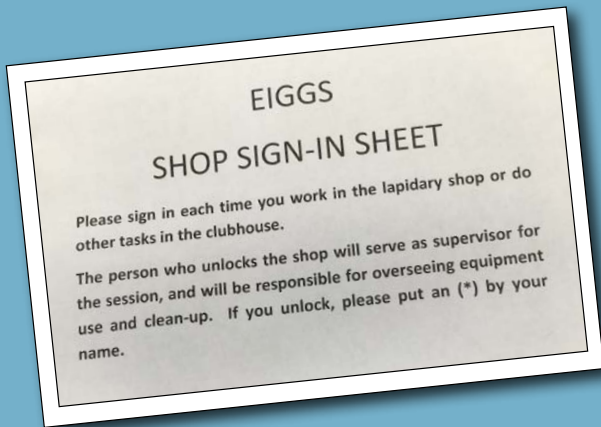 EIGGS
SHOP SIGN-IN SHEET
Please sign in each time you work in the lapidary shop or do
other tasks in the clubhouse.
The person who unlocks the shop will serve as supervisor for
the session, and will be responsible for overseeing equipment
use and clean-up. If you unlock, please put an (*) by your
name.